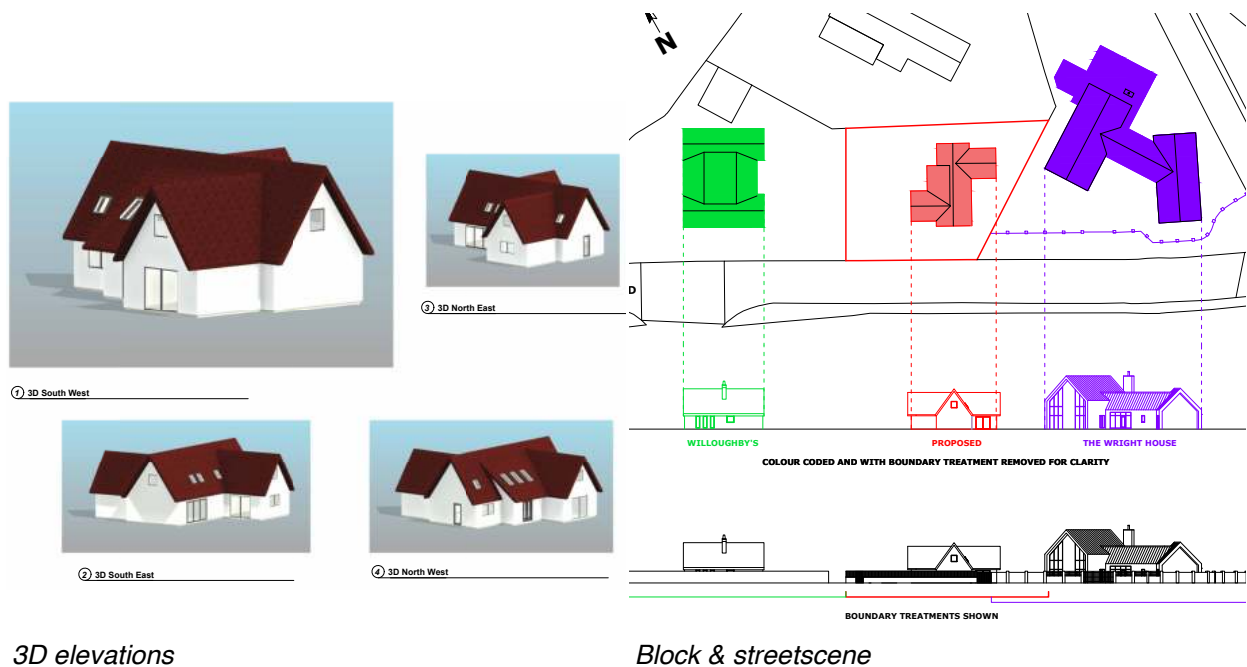 1 3D South West
3 3D North East
2 3D South East
4 3D North West
3D elevations
N
D
WILLOUGHBY'S
PROPOSED
THE WRIGHT HOUSE
COLOUR CODED AND WITH BOUNDARY TREATMENT REMOVED FOR CLARITY
BOUNDARY TREATMENTS SHOWN
Block & streetscene